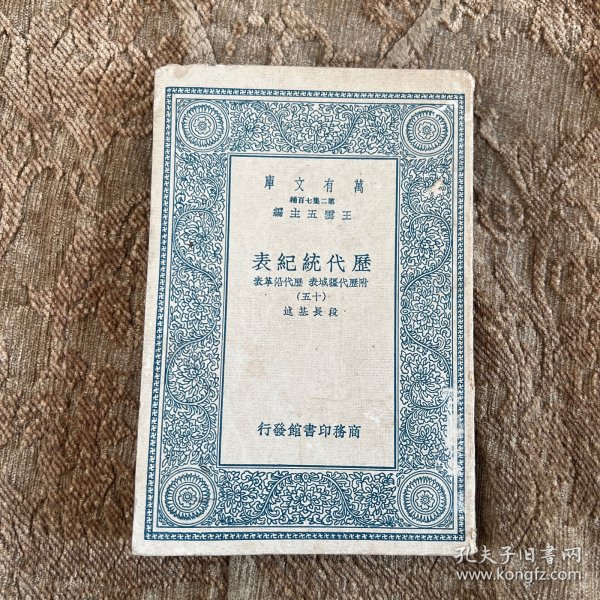 萬有文庫
第二集七百種
王雲五主編
歷代統紀表
附歷代疆域表 歷代沿革表
(十五)
段長基述
商務印書館發行
孔夫子旧书网
www.kongfz.com